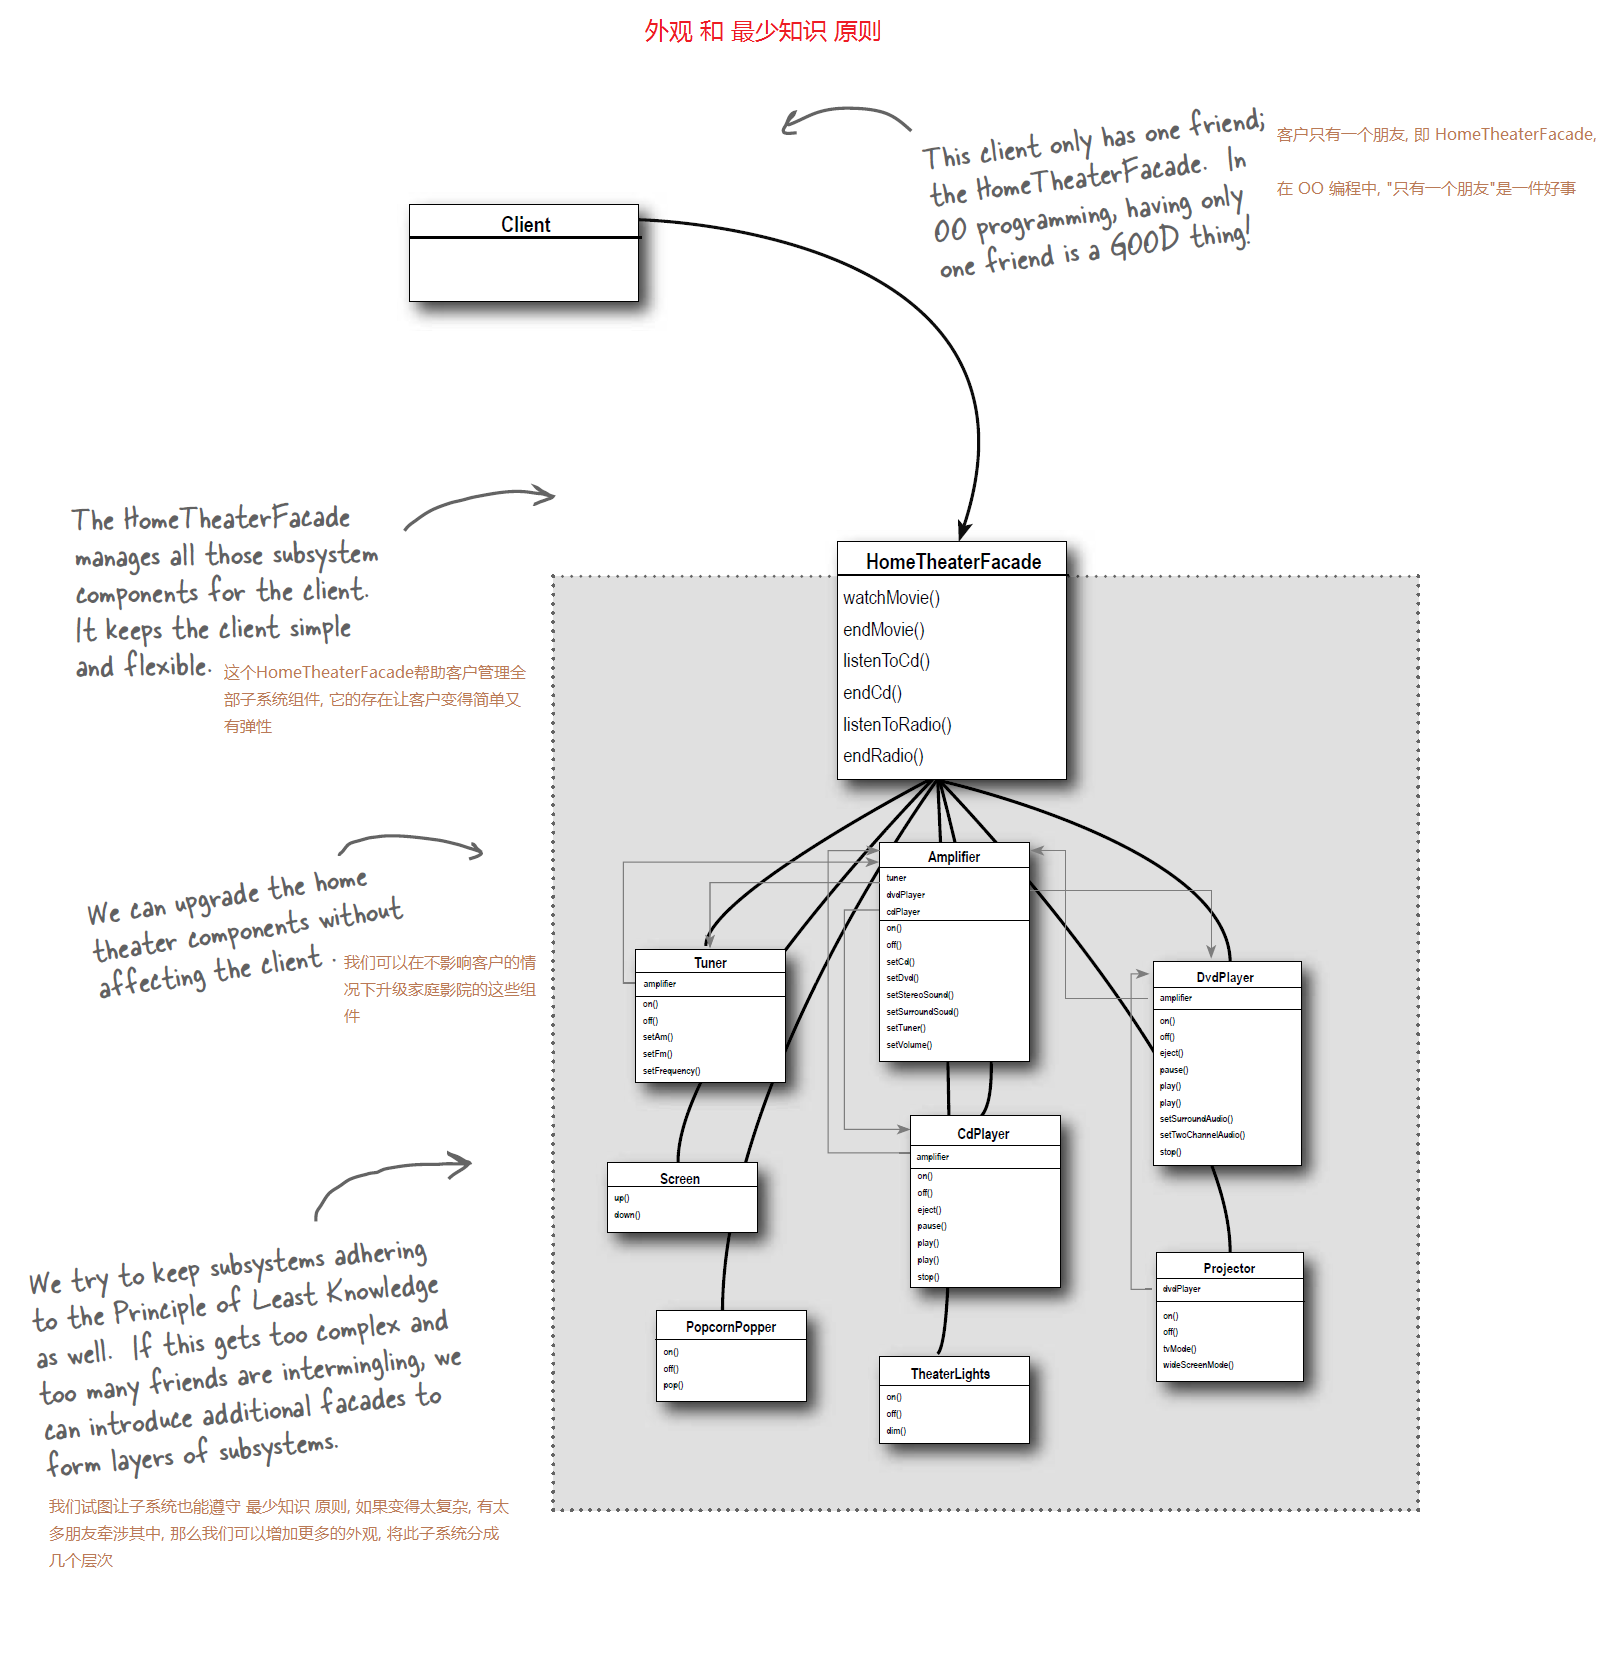 外观 和 最少知识 原则
This client only has one friend;
the HomeTheaterFacade. In
OO programming, having only
one friend is a GOOD thing!
客户只有一个朋友, 即 HomeTheaterFacade,
在 OO 编程中, "只有一个朋友"是一件好事
Client
The HomeTheaterFacade
manages all those subsystem
components for the client.
It keeps the client simple
and flexible.
这个HomeTheaterFacade帮助客户管理全
部子系统组件, 它的存在让客户变得简单又
有弹性
HomeTheaterFacade
watchMovie()
endMovie()
listenToCd()
endCd()
listenToRadio()
endRadio()
We can upgrade the home
theater components without
affecting the client .
我们可以在不影响客户的情
况下升级家庭影院的这些组
件
Amplifier
tuner
dvdPlayer
cdPlayer
on()
off()
setCd()
setDvd()
setStereoSound()
setSurroundSoud()
setTuner()
setVolume()
Tuner
amplifier
on()
off()
setAm()
setFm()
setFrequency()
DvdPlayer
amplifier
on()
off()
eject()
pause()
play()
play()
setSurroundAudio()
setTwoChannelAudio()
stop()
Screen
up()
down()
CdPlayer
amplifier
on()
off()
eject()
pause()
play()
play()
stop()
PopcornPopper
on()
off()
pop()
TheaterLights
on()
off()
dim()
Projector
dvdPlayer
on()
off()
tvMode()
wideScreenMode()
We try to keep subsystems adhering
to the Principle of Least Knowledge
as well. If this gets too complex and
too many friends are intermingling, we
can introduce additional facades to
form layers of subsystems.
我们试图让子系统也能遵守 最少知识 原则, 如果变得太复杂, 有太
多朋友牵涉其中, 那么我们可以增加更多的外观, 将此子系统分成
几个层次